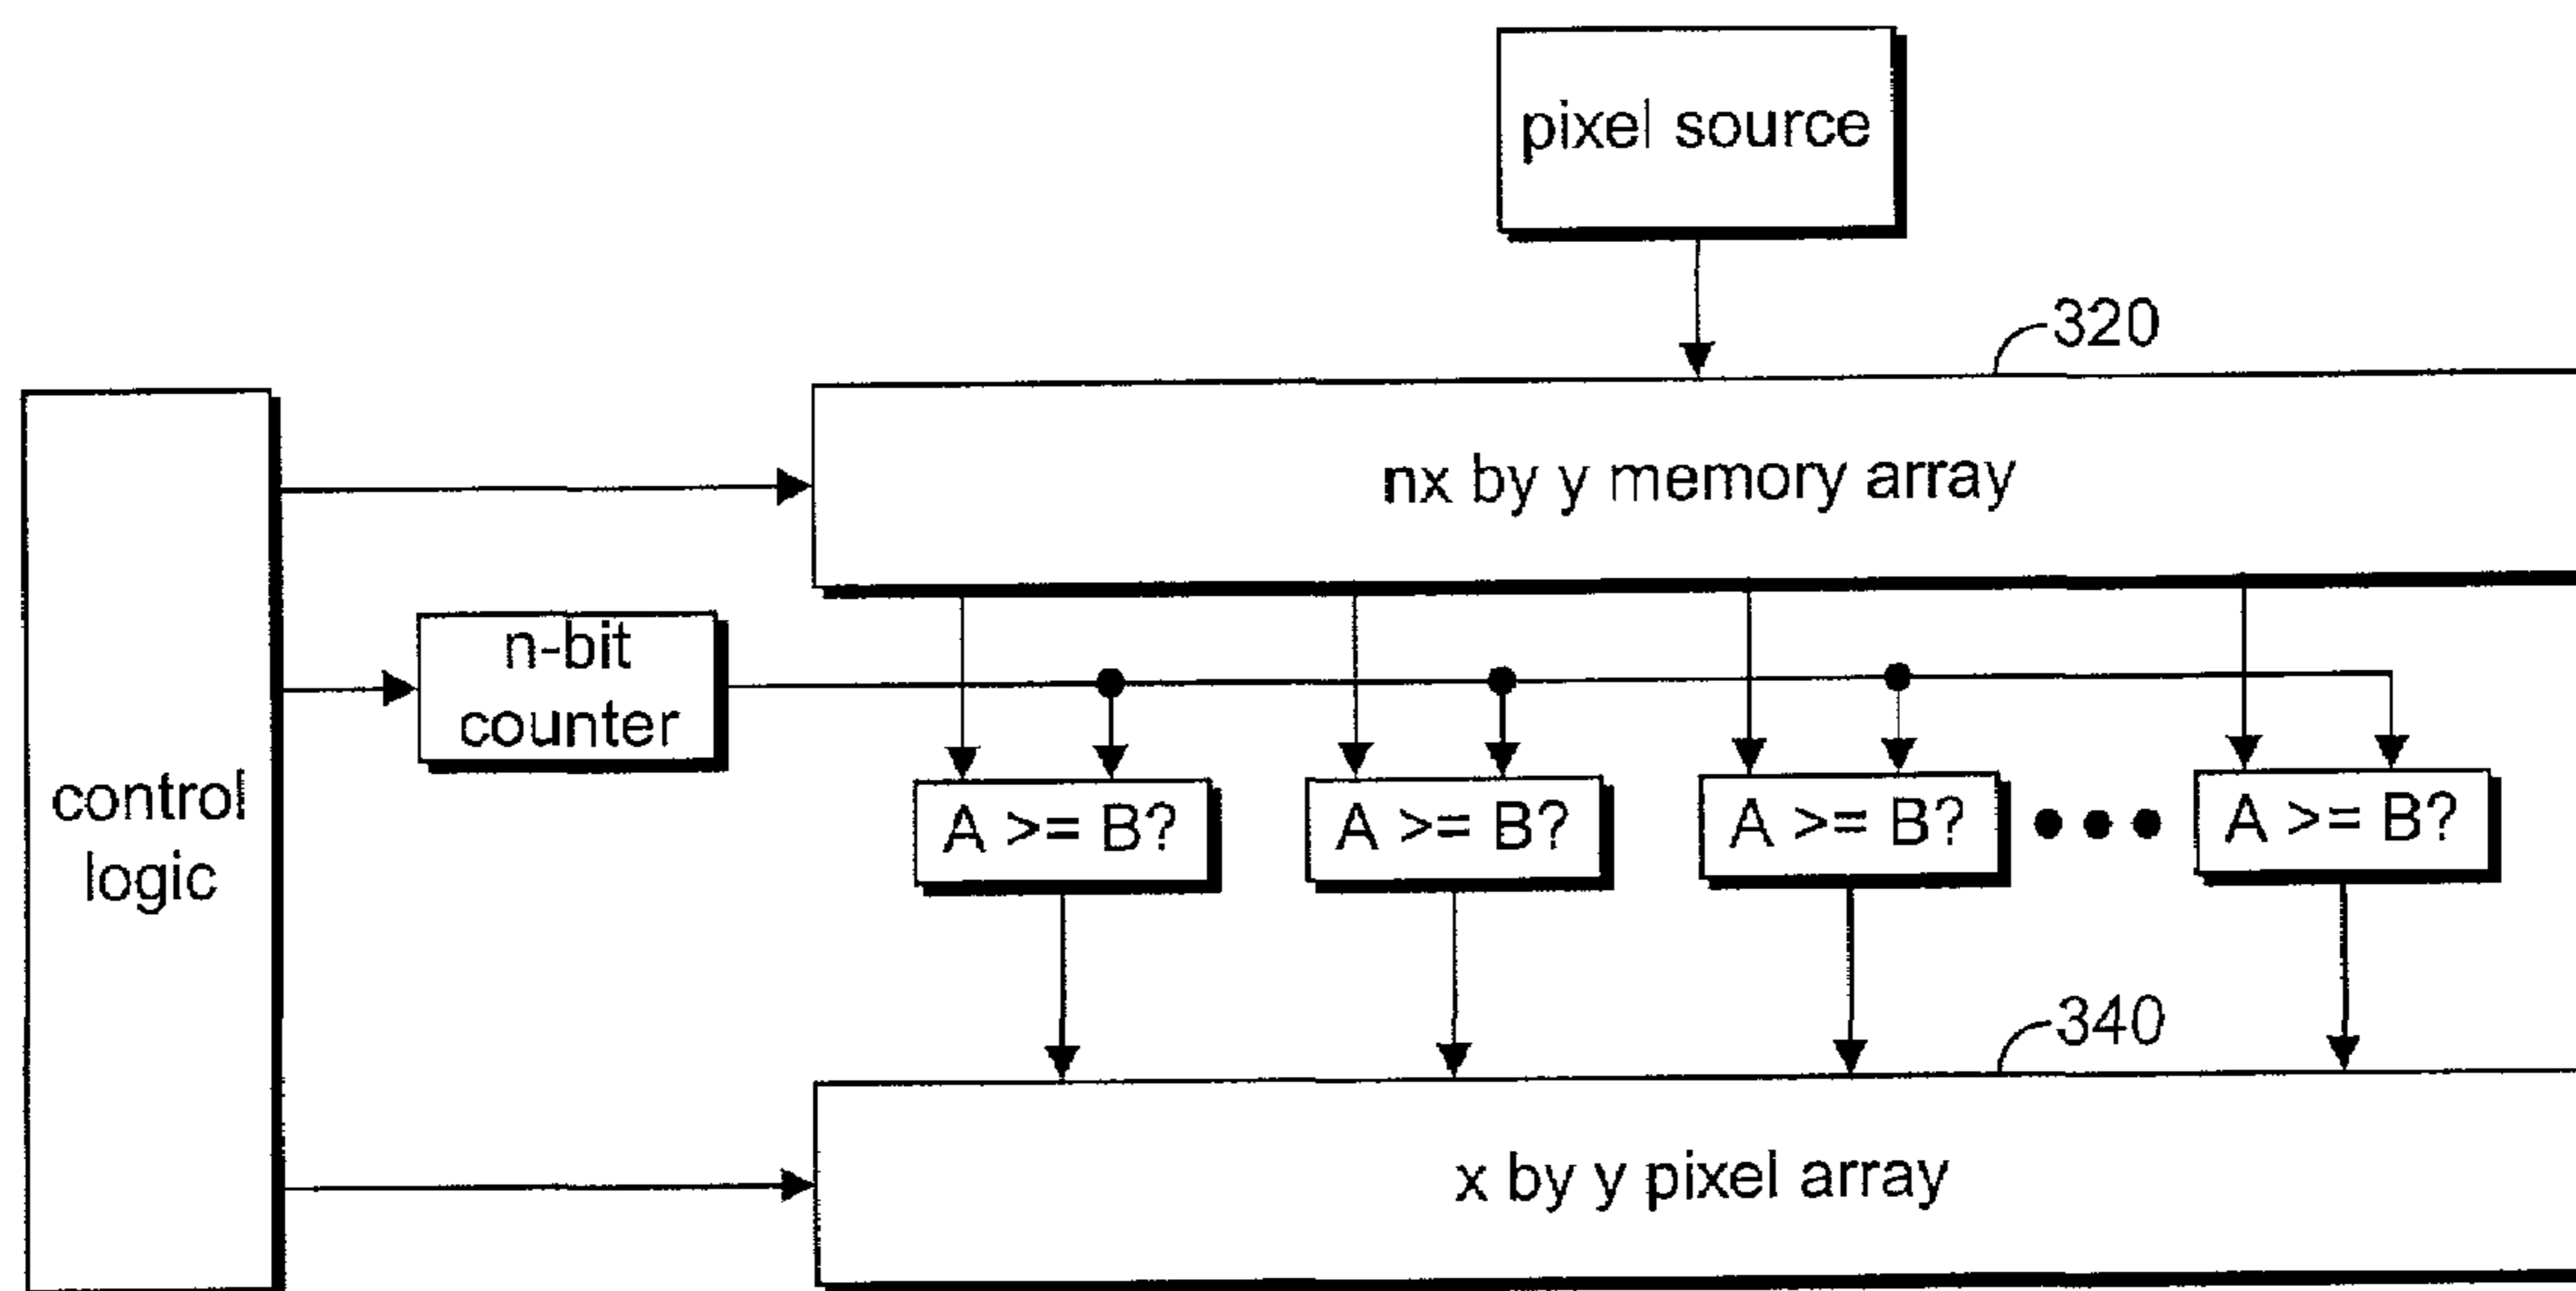 pixel source
320
nx by y memory array
n-bit
counter
control
logic
A >= B?
A >= B?
A >= B?
A >= B?
340
x by y pixel array